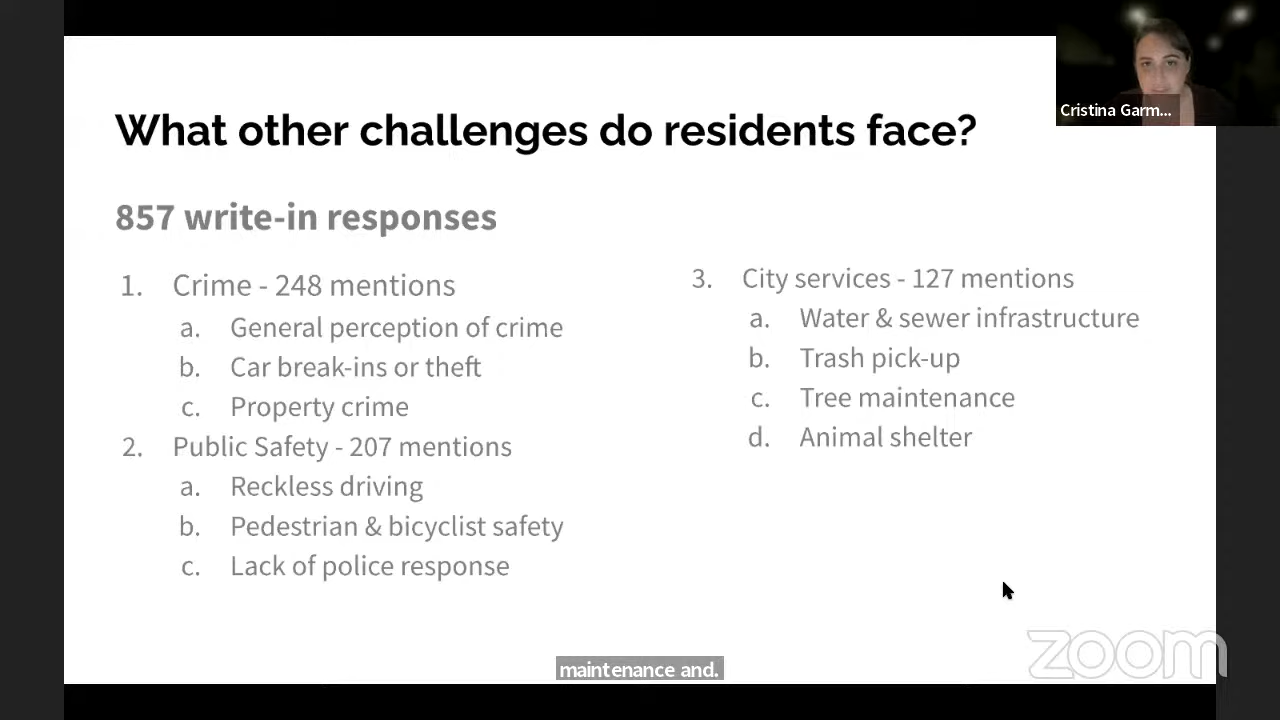 What other challenges do residents face?
Cristina Garm...
857 write-in responses
1. Crime - 248 mentions
a. General perception of crime
b. Car break-ins or theft
c. Property crime
2. Public Safety - 207 mentions
a. Reckless driving
b. Pedestrian & bicyclist safety
c. Lack of police response
3. City services - 127 mentions
a. Water & sewer infrastructure
b. Trash pick-up
c. Tree maintenance
d. Animal shelter
maintenance and.
zoom